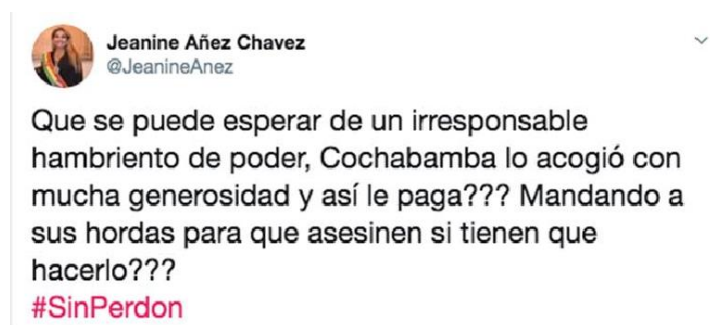 Jeanine Añez Chavez
@JeanineAnez
Que se puede esperar de un irresponsable
hambriento de poder, Cochabamba lo acogió con
mucha generosidad y así le paga??? Mandando a
sus hordas para que asesinen si tienen que
hacerlo???
#SinPerdon